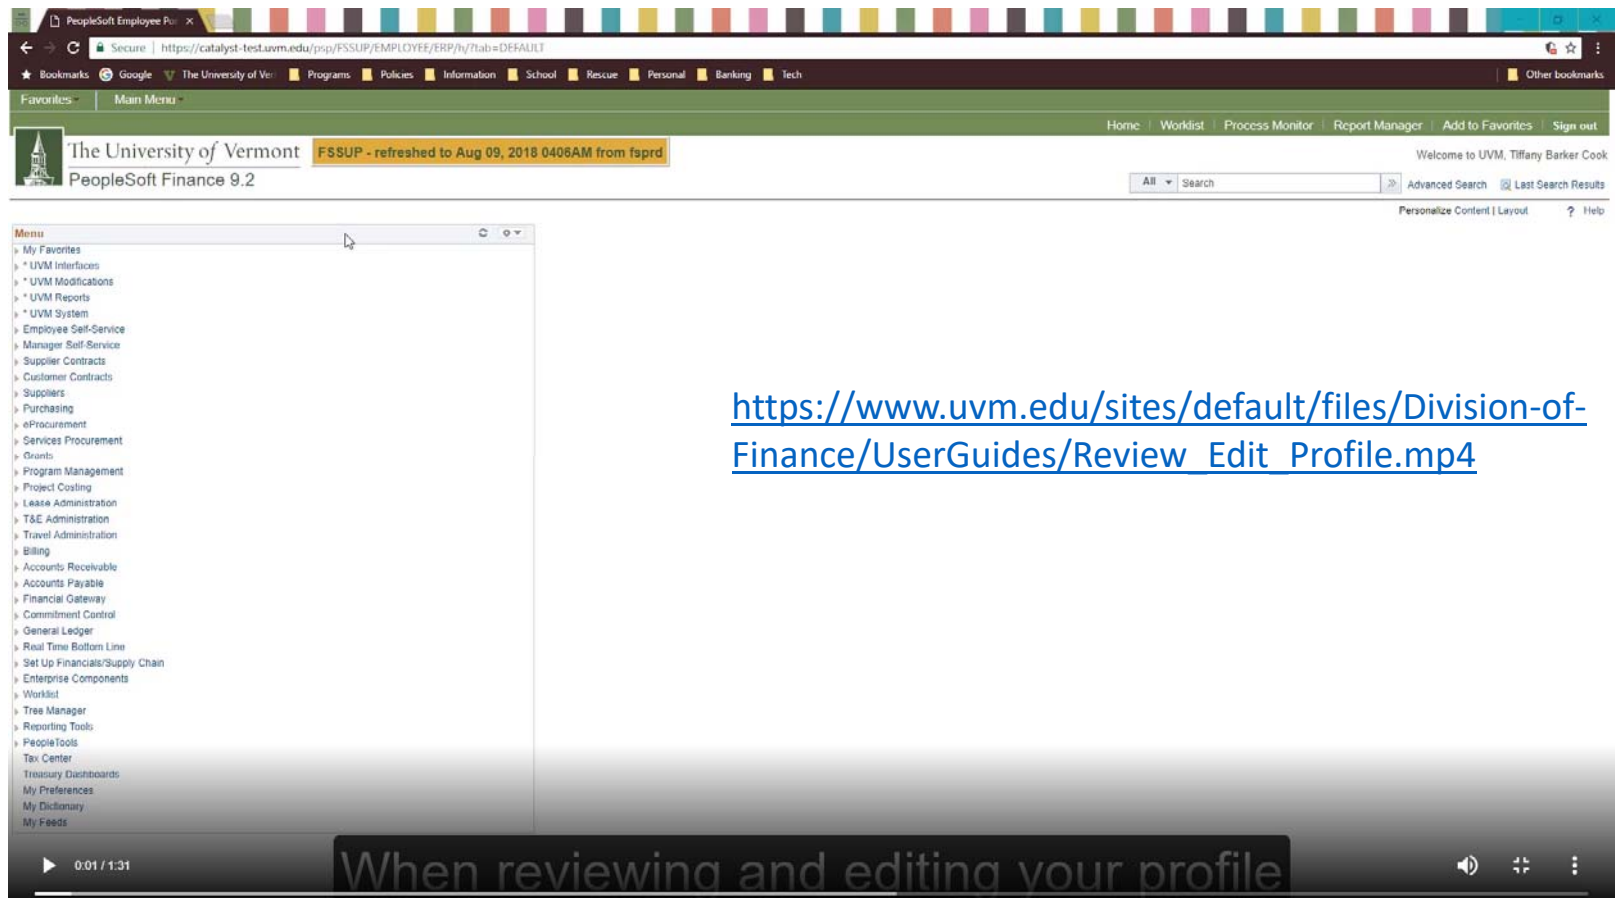 PeopleSoft Employee Por
Secure | https://catalyst-test.uvm.edu/psp/FSSUP/EMPLOYEE/ERP/h/?tab=DEFAULT
Bookmarks Google The University of Ver Programs Policies Information School Rescue Personal Banking Tech Other bookmarks
Favorites Main Menu
Home Worklist Process Monitor Report Manager Add to Favorites Sign out
The University of Vermont FSSUP - refreshed to Aug 09, 2018 0406AM from fsprd
Welcome to UVM, Tiffany Barker Cook
PeopleSoft Finance 9.2
All Search Advanced Search Last Search Results
Personalize Content | Layout ? Help
Menu
My Favorites
* UVM Interfaces
* UVM Modifications
* UVM Reports
* UVM System
Employee Self-Service
Manager Self-Service
Supplier Contracts
Customer Contracts
Suppliers
Purchasing
eProcurement
Services Procurement
Grants
Program Management
Project Costing
Lease Administration
T&E Administration
Travel Administration
Billing
Accounts Receivable
Accounts Payable
Financial Gateway
Commitment Control
General Ledger
Real Time Bottom Line
Set Up Financials/Supply Chain
Enterprise Components
Worklist
Tree Manager
Reporting Tools
PeopleTools
Tax Center
Treasury Dashboards
My Preferences
My Dictionary
My Feeds
https://www.uvm.edu/sites/default/files/Division-of-
Finance/UserGuides/Review_Edit_Profile.mp4
0:01 / 1:31
When reviewing and editing your profile